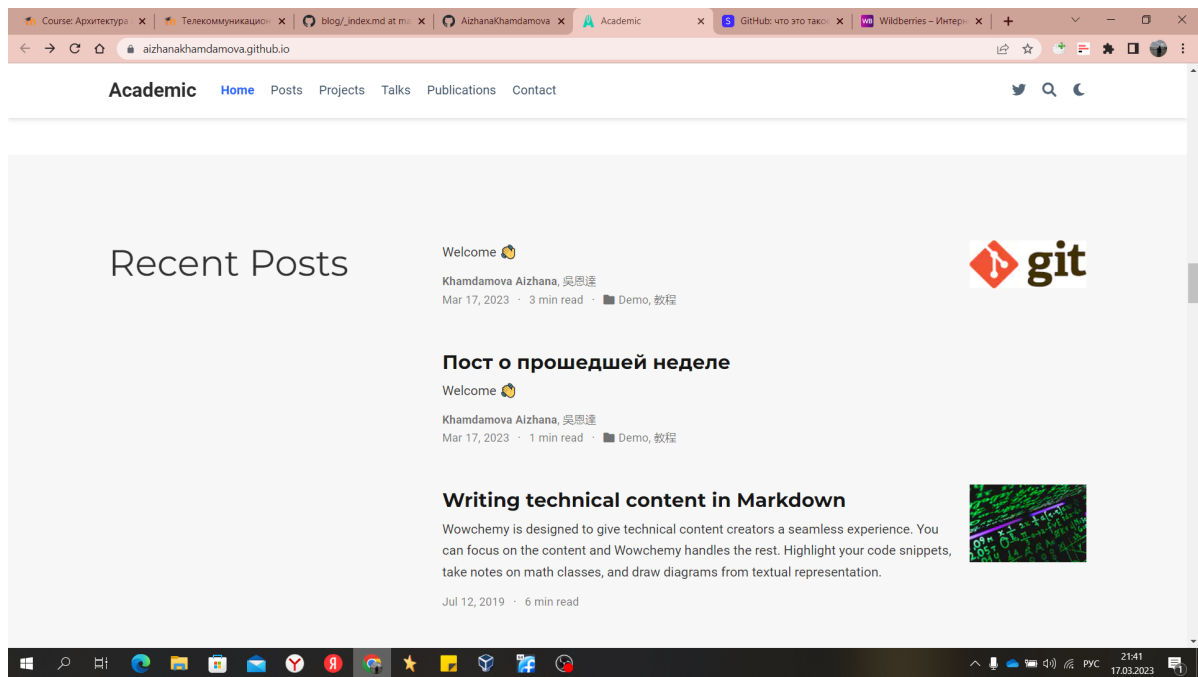 Course: Архитектура
Телекоммуникацион
blog/_index.md at ma
AizhanaKhamdamova
Academic
GitHub: что это такое
Wildberries – Интерн
aizhanakhamdamova.github.io
Academic
Home
Posts
Projects
Talks
Publications
Contact
Recent Posts
Welcome 👋
git
Khamdamova Aizhana, 吳恩達
Mar 17, 2023 · 3 min read · Demo, 教程
Пост о прошедшей неделе
Welcome 👋
Khamdamova Aizhana, 吳恩達
Mar 17, 2023 · 1 min read · Demo, 教程
Writing technical content in Markdown
Wowchemy is designed to give technical content creators a seamless experience. You
can focus on the content and Wowchemy handles the rest. Highlight your code snippets,
take notes on math classes, and draw diagrams from textual representation.
Jul 12, 2019 · 6 min read
РУС
21:41
17.03.2023